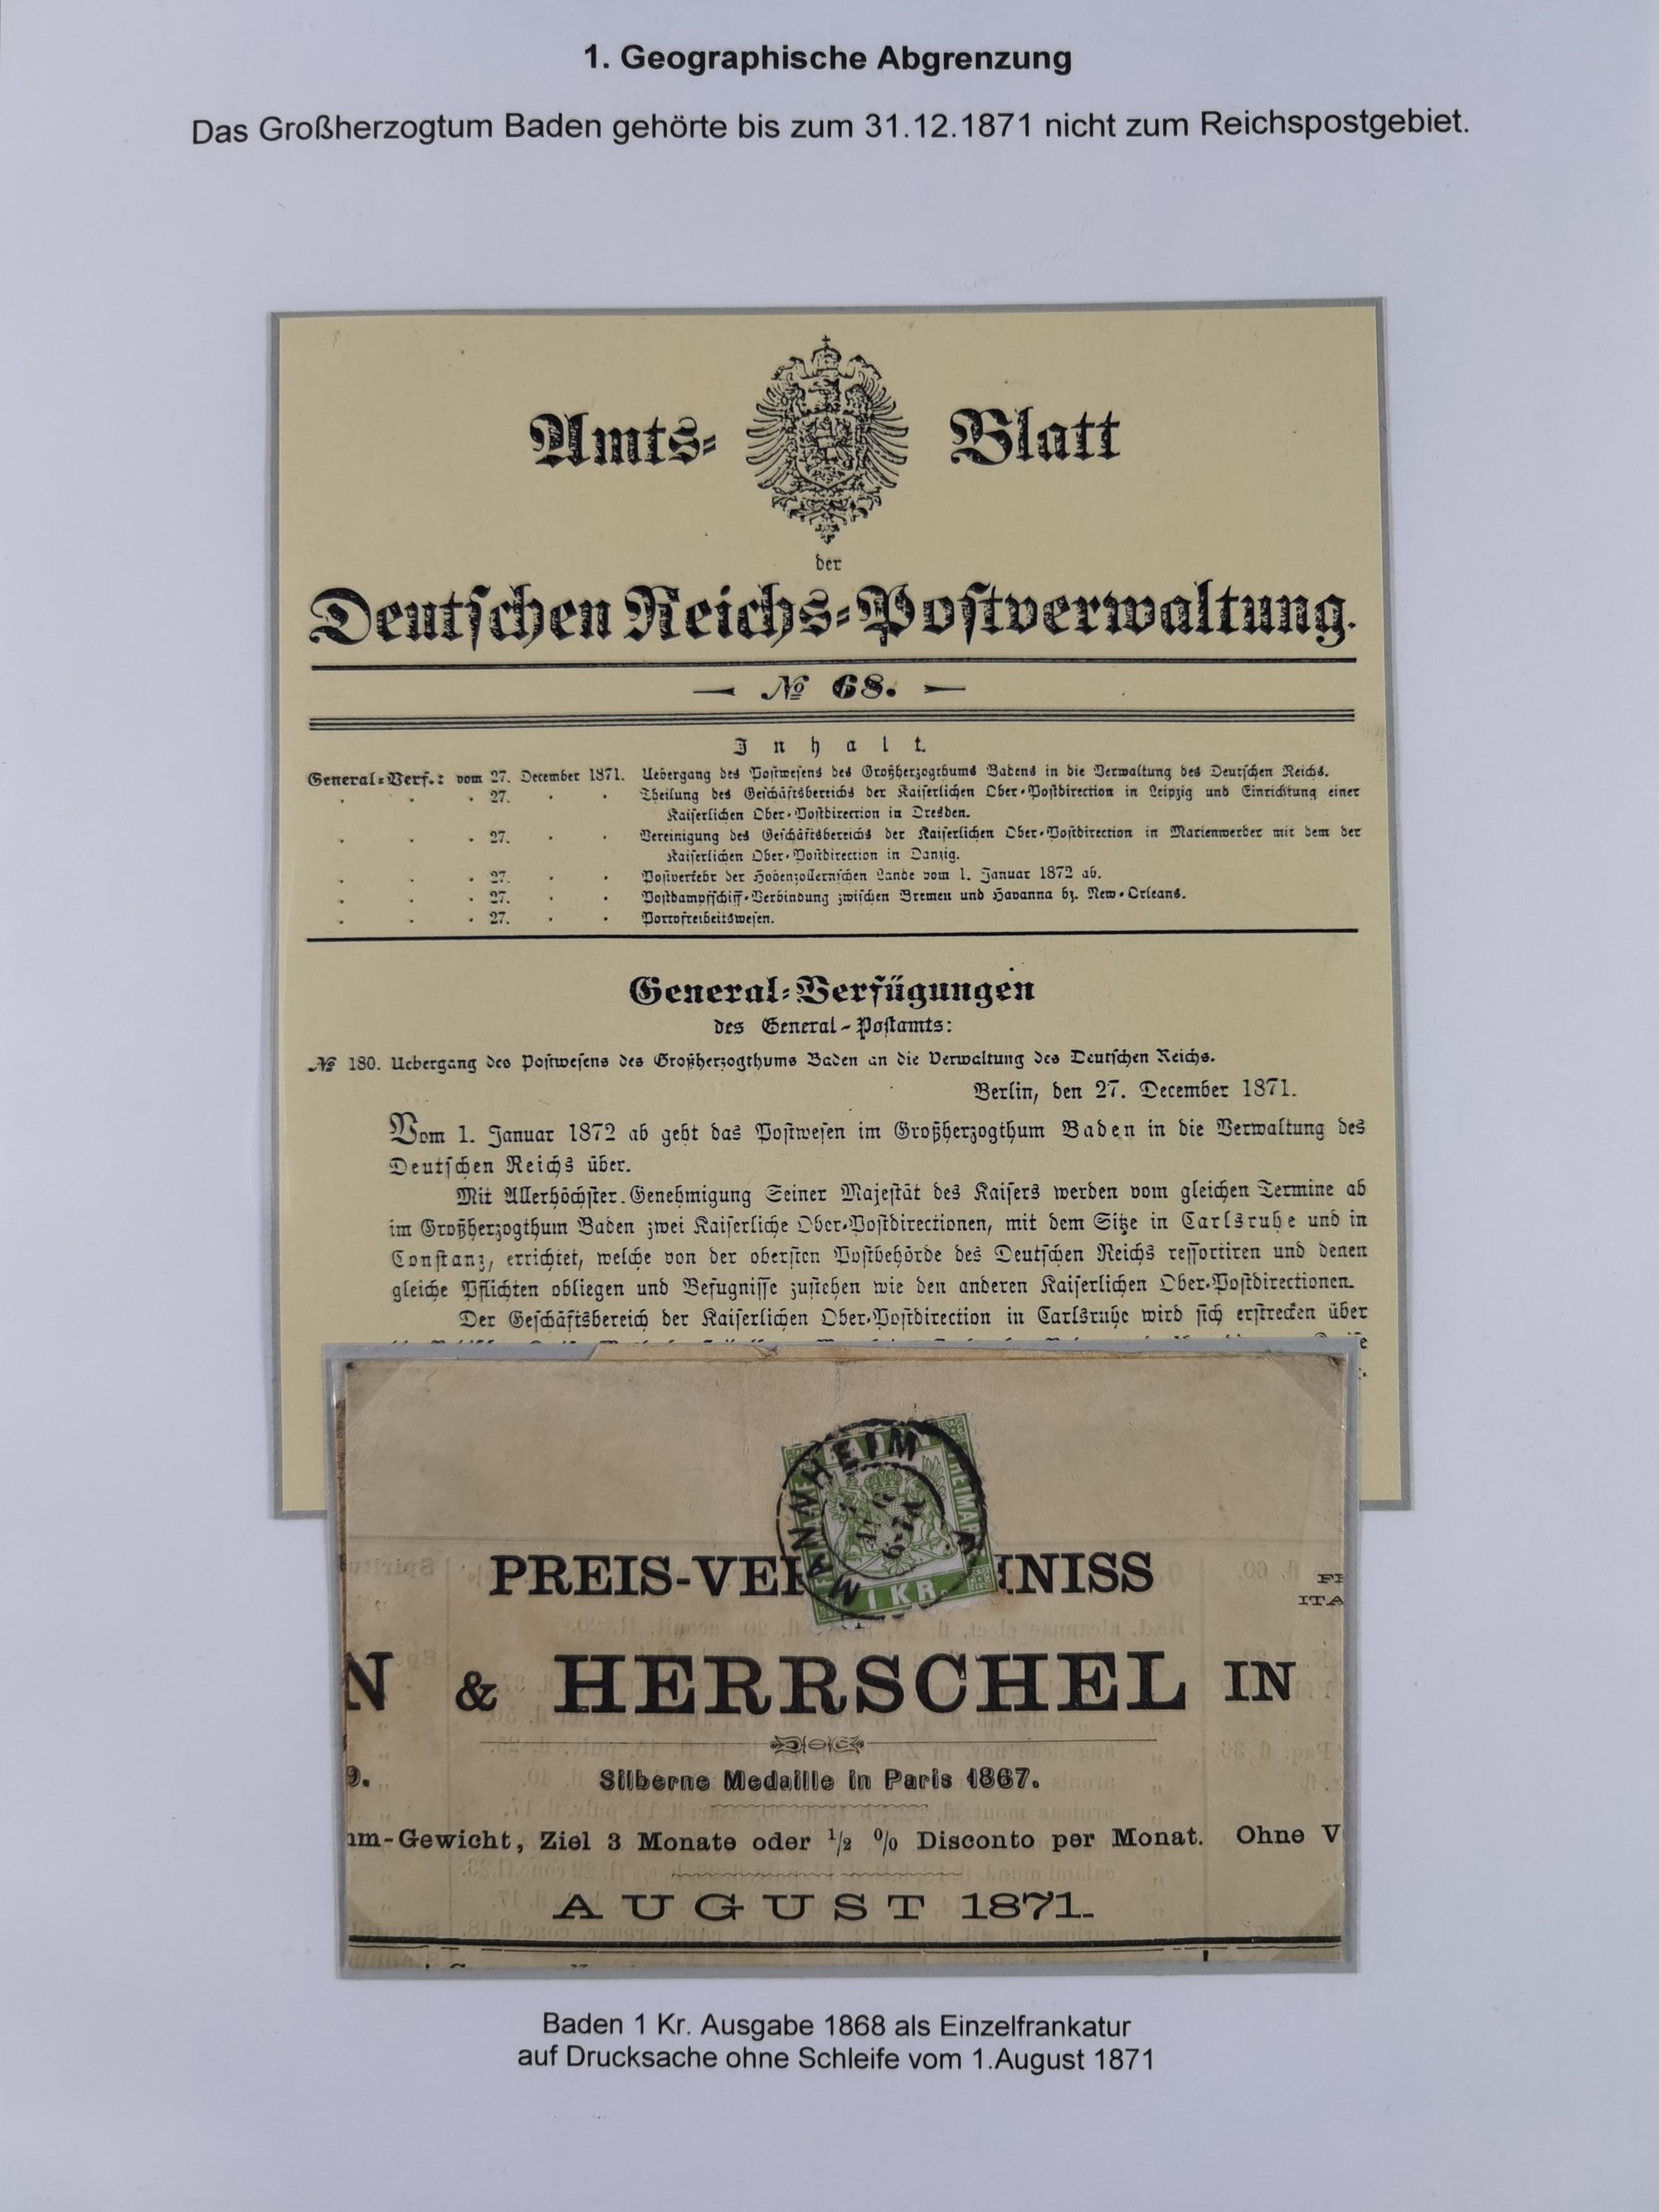 1. Geographische Abgrenzung
Das Großherzogtum Baden gehörte bis zum 31.12.1871 nicht zum Reichspostgebiet.
Amts- Blatt
der
Deutschen Reichs-Postverwaltung.
№ 68.
Inhalt.
General-Verf.: vom 27. December 1871. Uebergang des Postwesens des Großherzogthums Badens in die Verwaltung des Deutschen Reichs.
27. Theilung des Geschäftsbereichs der Kaiserlichen Ober-Postdirection in Leipzig und Einrichtung einer
Kaiserlichen Ober-Postdirection in Dresden.
27. Vereinigung des Geschäftsbereichs der Kaiserlichen Ober-Postdirection in Marienwerder mit dem der
Kaiserlichen Ober-Postdirection in Danzig.
27. Postverkehr der Hohenzollernschen Lande vom 1. Januar 1872 ab.
27. Postdampfschiff-Verbindung zwischen Bremen und Havanna bz. New-Orleans.
27. Portofreiheitswesen.
General-Verfügungen
des General-Postamts:
№ 180. Uebergang des Postwesens des Großherzogthums Baden an die Verwaltung des Deutschen Reichs.
Berlin, den 27. December 1871.
Vom 1. Januar 1872 ab geht das Postwesen im Großherzogthum Baden in die Verwaltung des
Deutschen Reichs über.
Mit Allerhöchster Genehmigung Seiner Majestät des Kaisers werden vom gleichen Termine ab
im Großherzogthum Baden zwei Kaiserliche Ober-Postdirectionen, mit dem Sitze in Carlsruhe und in
Constanz, errichtet, welche von der obersten Postbehörde des Deutschen Reichs ressortiren und denen
gleiche Pflichten obliegen und Befugnisse zustehen wie den anderen Kaiserlichen Ober-Postdirectionen.
Der Geschäftsbereich der Kaiserlichen Ober-Postdirection in Carlsruhe wird sich erstrecken über
MANNHEIM
1 KR.
PREIS-VE NISS
ITA
N & HERRSCHEL IN
9.
Silberne Medaille in Paris 1867.
m-Gewicht, Ziel 3 Monate oder 1/2 % Disconto per Monat. Ohne V
AUGUST 1871.
Baden 1 Kr. Ausgabe 1868 als Einzelfrankatur
auf Drucksache ohne Schleife vom 1.August 1871